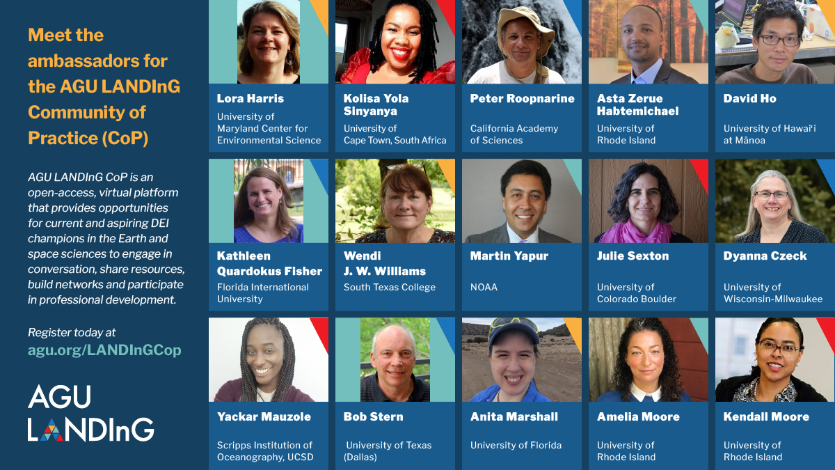 Meet the
ambassadors for
the AGU LANDInG
Community of
Practice (CoP)
AGU LANDInG CoP is an
open-access, virtual platform
that provides opportunities
for current and aspiring DEI
champions in the Earth and
space sciences to engage in
conversation, share resources,
build networks and participate
in professional development.
Register today at
agu.org/LANDInGCop
AGU
LANDInG
Lora Harris
University of
Maryland Center for
Environmental Science
Kolisa Yola
Sinyanya
University of
Cape Town, South Africa
Peter Roopnarine
California Academy
of Sciences
Asta Zerue
Habtemichael
University of
Rhode Island
David Ho
University of Hawaiʻi
at Mānoa
Kathleen
Quardokus Fisher
Florida International
University
Wendi
J. W. Williams
South Texas College
Martin Yapur
NOAA
Julie Sexton
University of
Colorado Boulder
Dyanna Czeck
University of
Wisconsin-Milwaukee
Yackar Mauzole
Scripps Institution of
Oceanography, UCSD
Bob Stern
University of Texas
(Dallas)
Anita Marshall
University of Florida
Amelia Moore
University of
Rhode Island
Kendall Moore
University of
Rhode Island